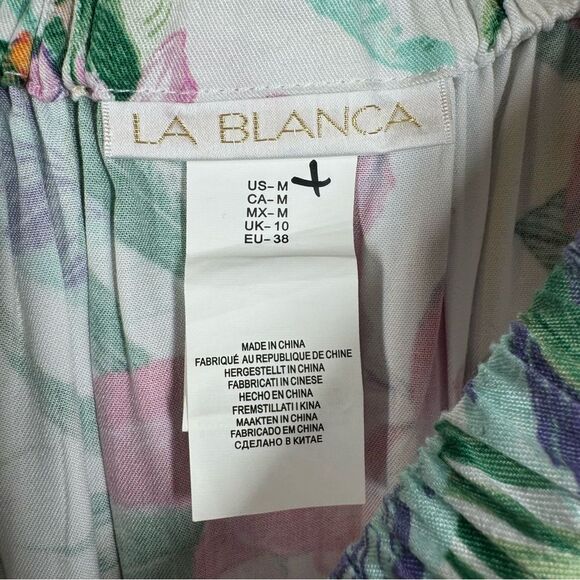 LA BLANCA
US- M
CA- M
MX- M
UK- 10
EU- 38
MADE IN CHINA
FABRIQUÉ AU REPUBLIQUE DE CHINE
HERGESTELLT IN CHINA
FABBRICATI IN CINESE
HECHO EN CHINA
FREMSTILLATI I KINA
MAAKTEN IN CHINA
FABRICADO EM CHINA
СДЕЛАНО В КИТАЕ